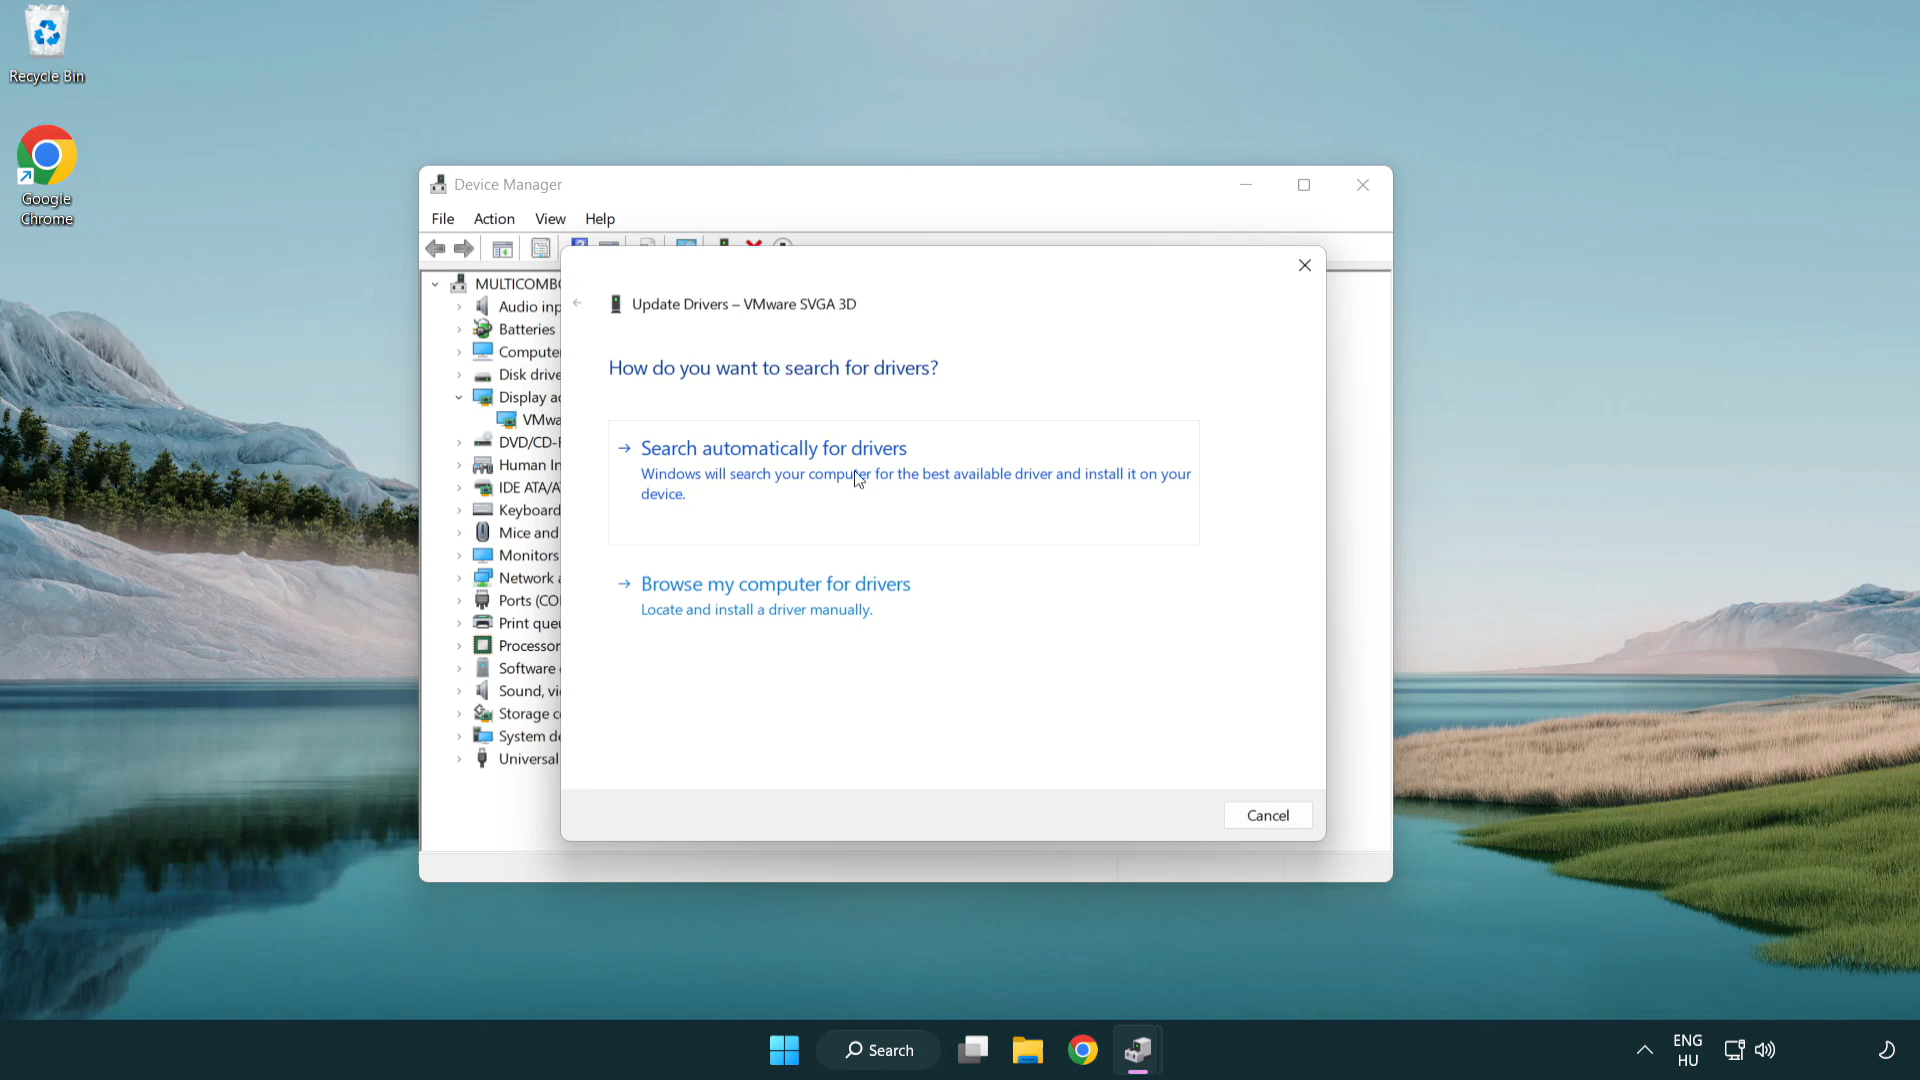 Recycle Bin
Google
Chrome
Device Manager
File Action View Help
MULTICOMBO
Audio inp
Batteries
Compute
Disk drive
Display a
VMwa
DVD/CD-R
Human In
IDE ATA/A
Keyboard
Mice and
Monitors
Network a
Ports (CO
Print queu
Processor
Software
Sound, vi
Storage c
System de
Universal
Update Drivers – VMware SVGA 3D
How do you want to search for drivers?
Search automatically for drivers
Windows will search your computer for the best available driver and install it on your
device.
Browse my computer for drivers
Locate and install a driver manually.
Cancel
Search
ENG
HU